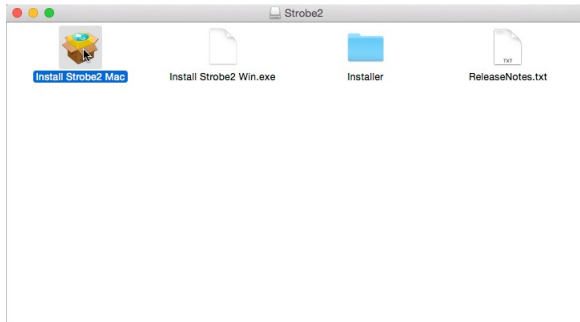 Strobe2
Install Strobe2 Mac
Install Strobe2 Win.exe
Installer
TXT
ReleaseNotes.txt